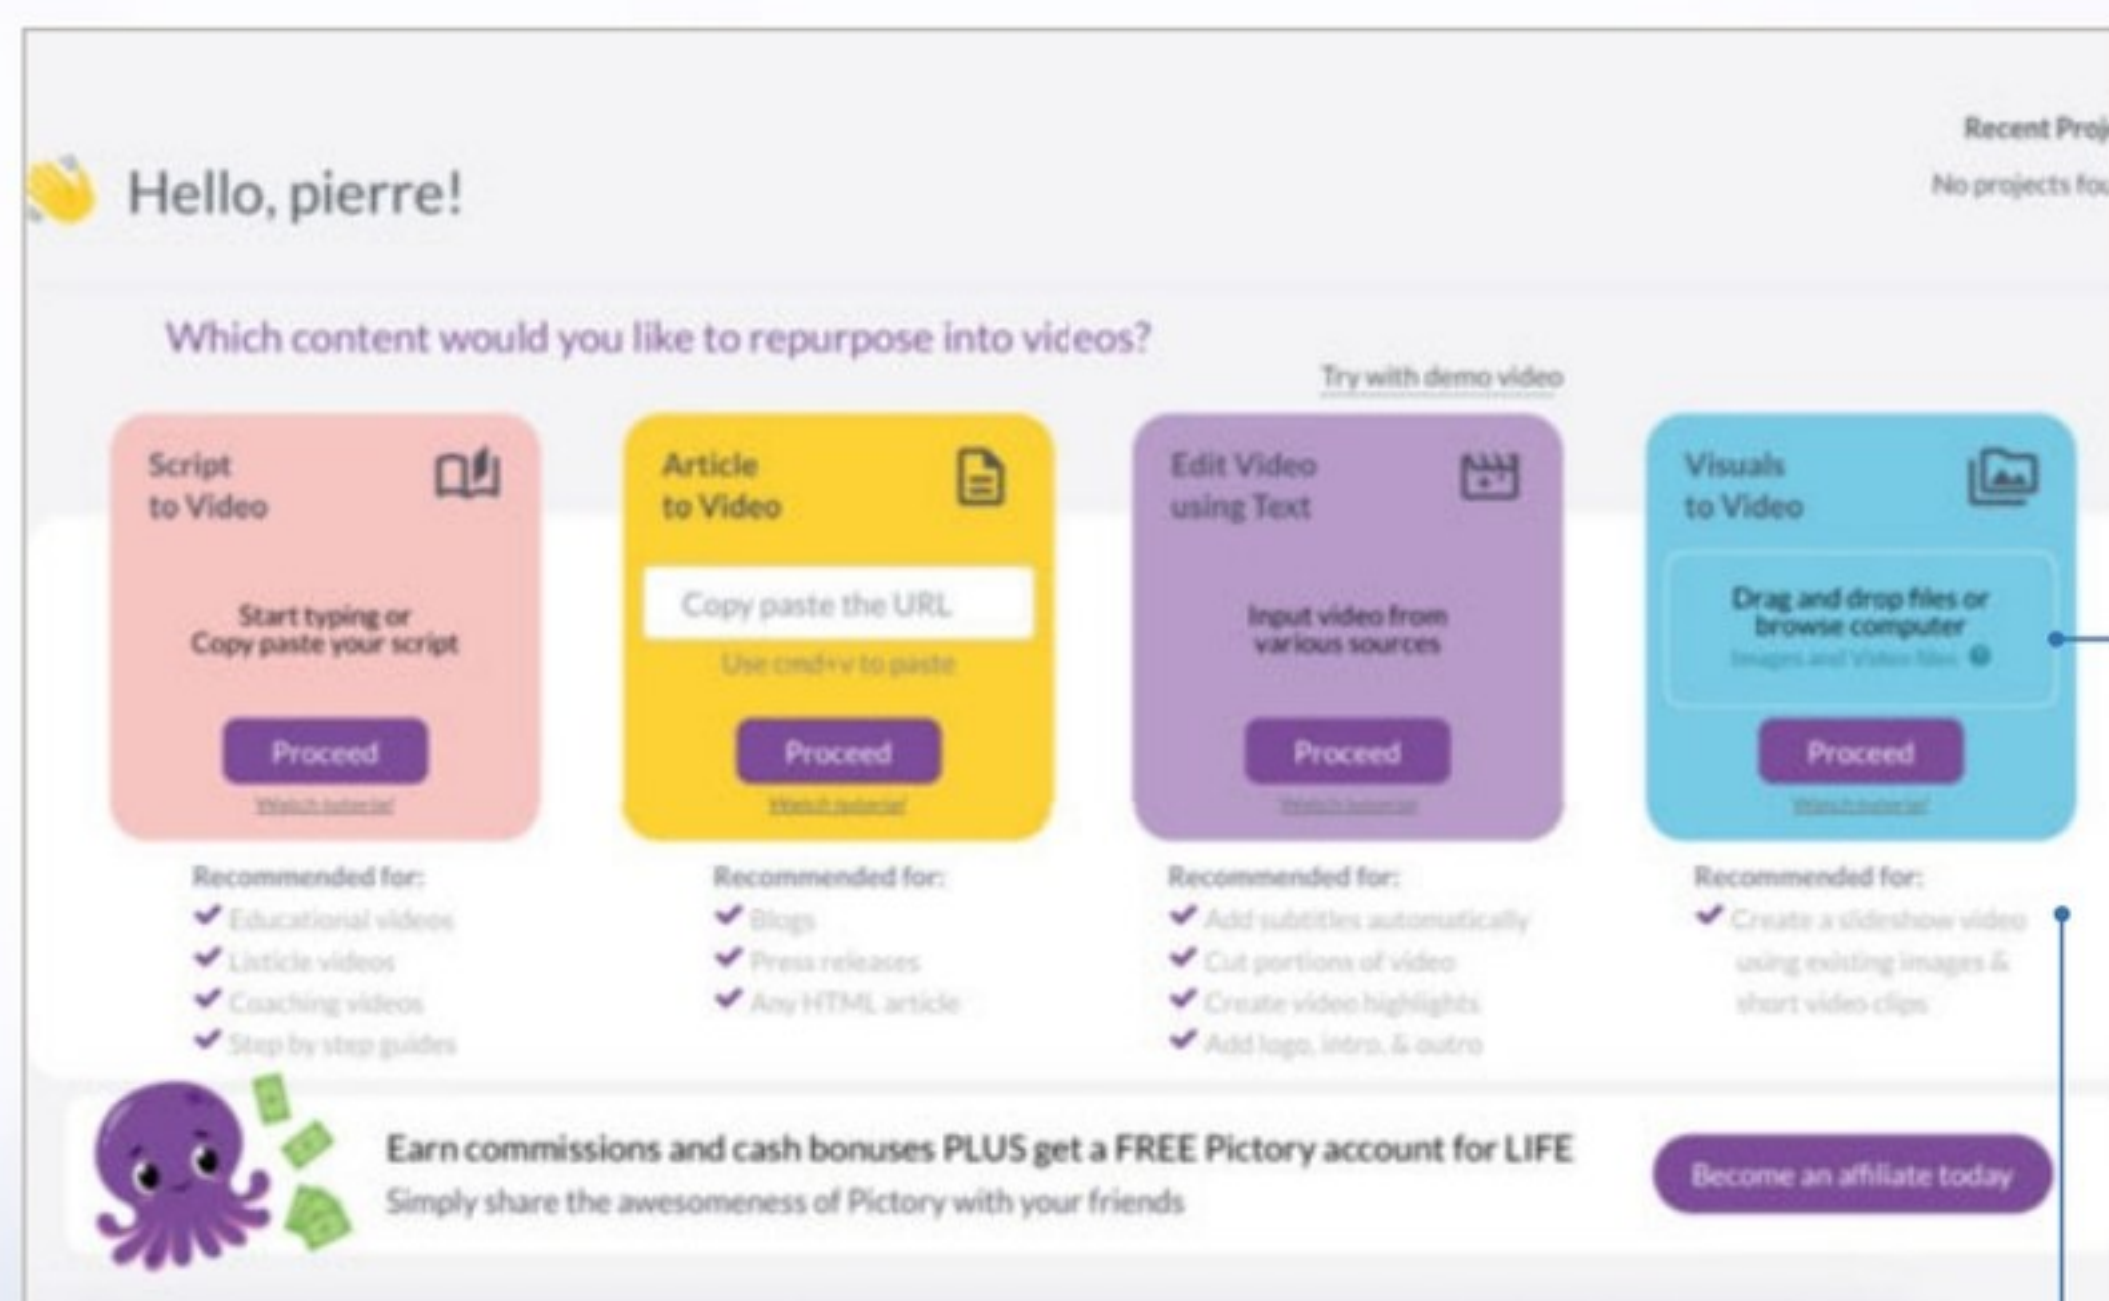 Recent Proj
No projects fou
Hello, pierre!
Which content would you like to repurpose into videos?
Try with demo video
Script
to Video
Start typing or
Copy paste your script
Proceed
Watch tutorial
Recommended for:
Educational videos
Listicle videos
Coaching videos
Step by step guides
Article
to Video
Copy paste the URL
Use cmd+v to paste
Proceed
Watch tutorial
Recommended for:
Blogs
Press releases
Any HTML article
Edit Video
using Text
Input video from
various sources
Proceed
Watch tutorial
Recommended for:
Add subtitles automatically
Cut portions of video
Create video highlights
Add logo, intro, & outro
Visuals
to Video
Drag and drop files or
browse computer
Images and Video files
Proceed
Watch tutorial
Recommended for:
Create a slideshow video
using existing images &
short video clips
Earn commissions and cash bonuses PLUS get a FREE Pictory account for LIFE
Simply share the awesomeness of Pictory with your friends
Become an affiliate today